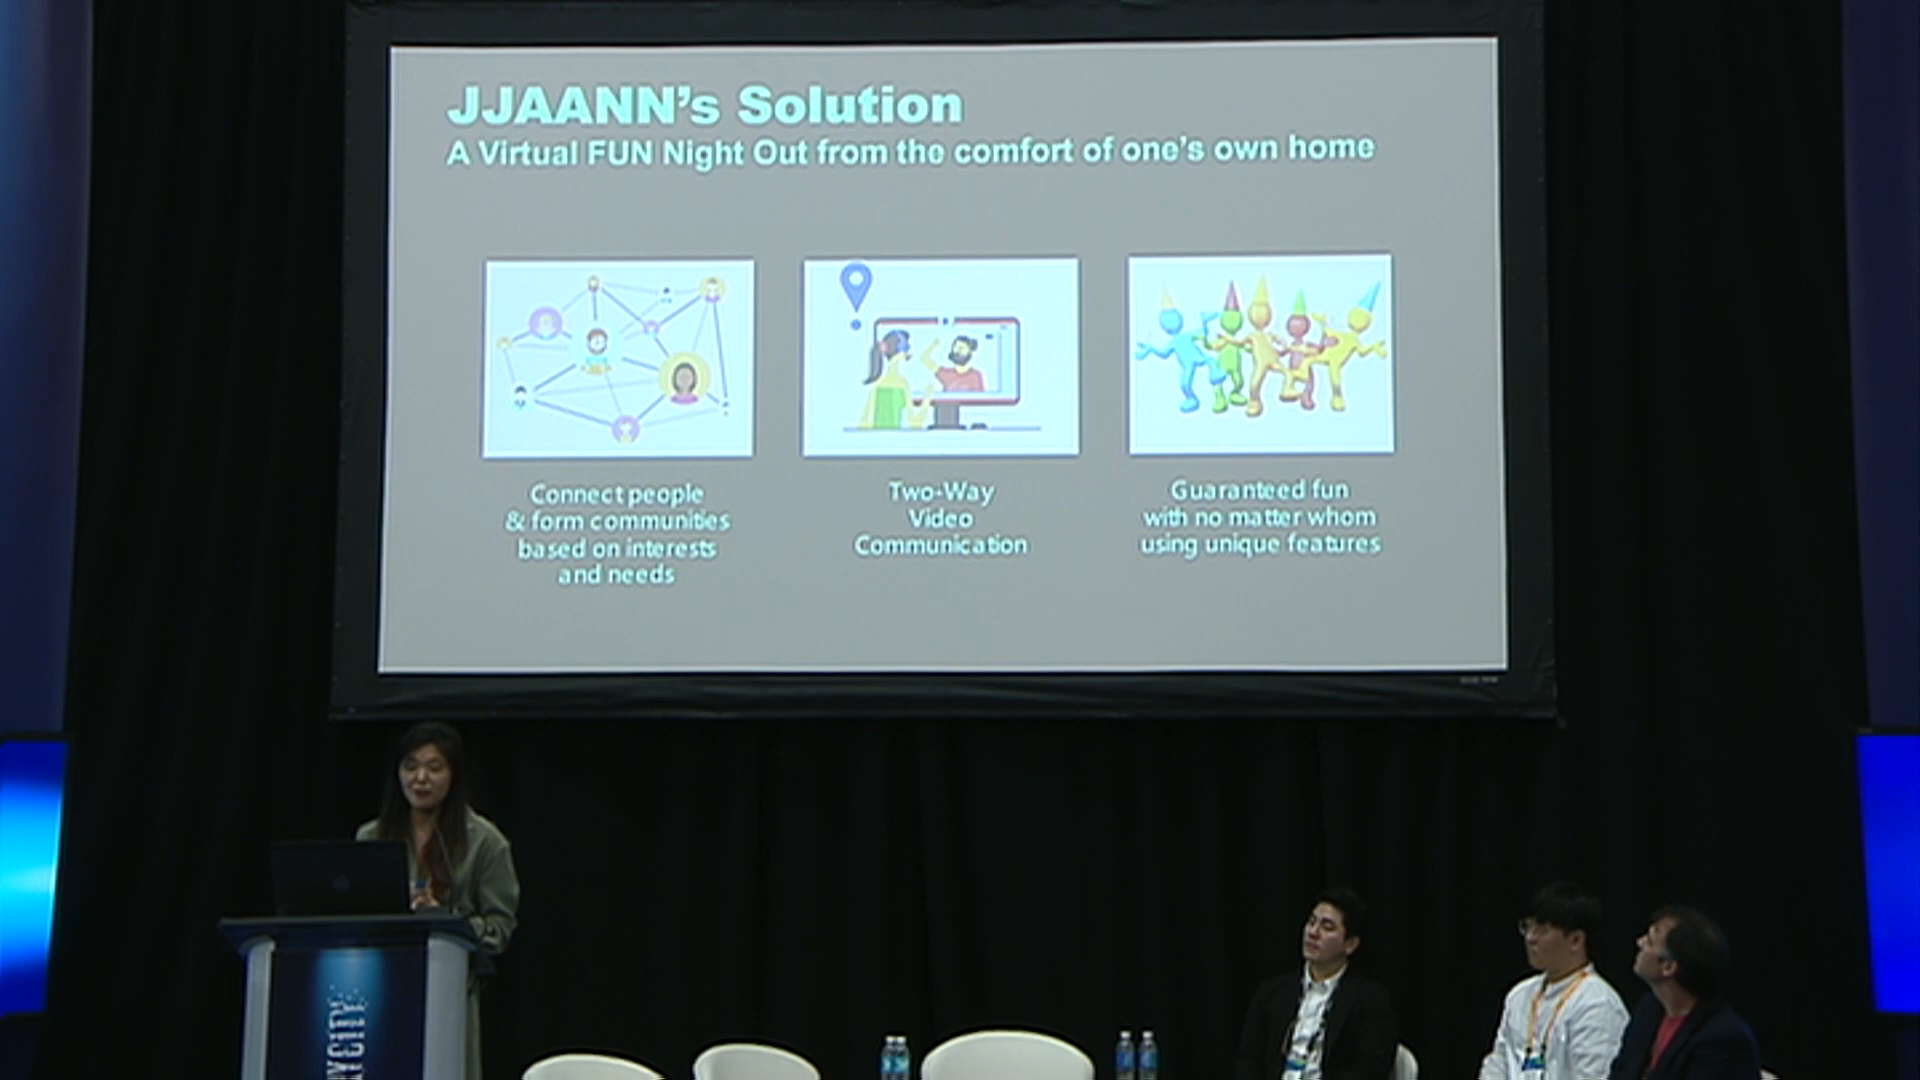 JJAANN's Solution
A Virtual FUN Night Out from the comfort of one's own home
Connect people
& form communities
based on interests
and needs
Two-Way
Video
Communication
Guaranteed fun
with no matter whom
using unique features